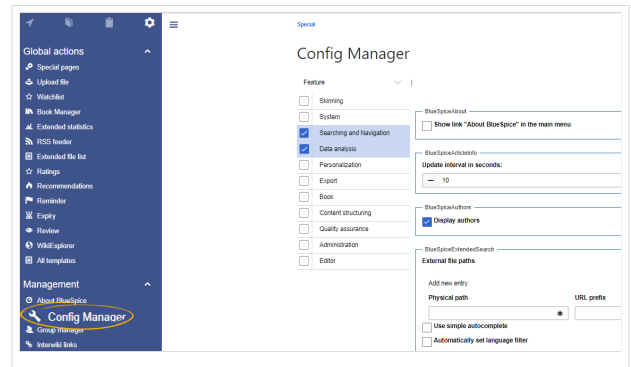 Global actions
Special pages
Upload file
Watchlist
Book Manager
Extended statistics
RSS feeder
Extended file list
Ratings
Recommendations
Reminder
Expiry
Review
WikiExplorer
All templates
Management
About BlueSpice
Config Manager
Group manager
Interwiki links
Special
Config Manager
Feature
Skinning
System
Searching and Navigation
Data analysis
Personalization
Export
Book
Content structuring
Quality assurance
Administration
Editor
BlueSpiceAbout
Show link "About BlueSpice" in the main menu
BlueSpiceArticleInfo
Update interval in seconds:
10
BlueSpiceAuthors
Display authors
BlueSpiceExtendedSearch
External file paths
Add new entry
Physical path URL prefix
Use simple autocomplete
Automatically set language filter